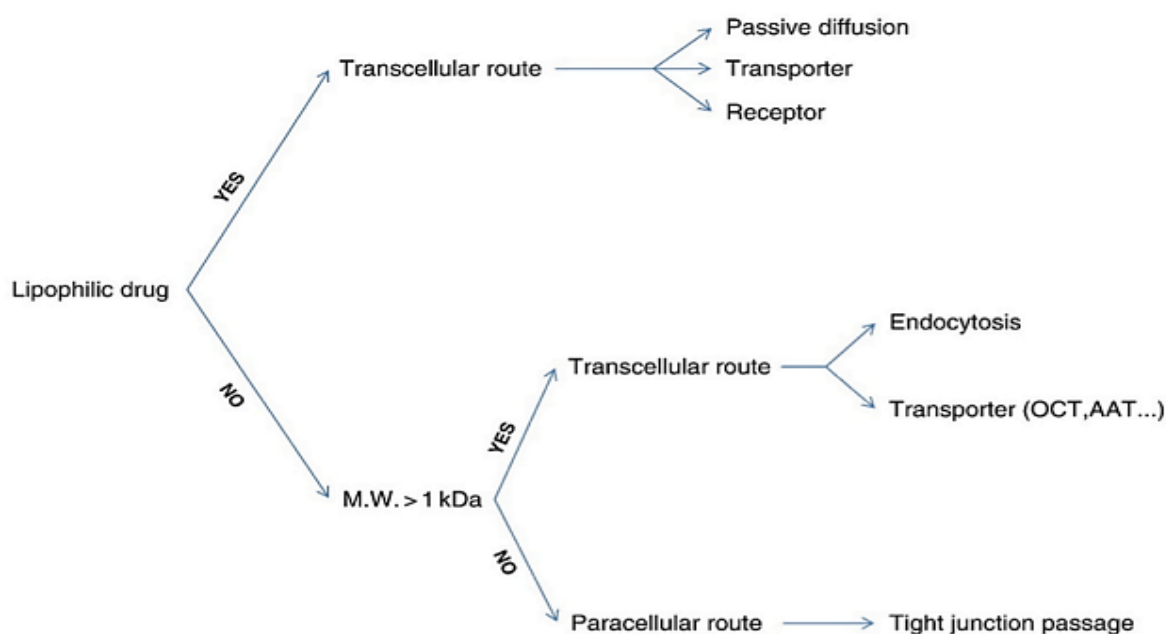 Passive diffusion
Transcellular route
Transporter
Receptor
YES
Lipophilic drug
NO
Endocytosis
Transcellular route
Transporter (OCT,AAT...)
YES
M.W. > 1 kDa
NO
Paracellular route
Tight junction passage